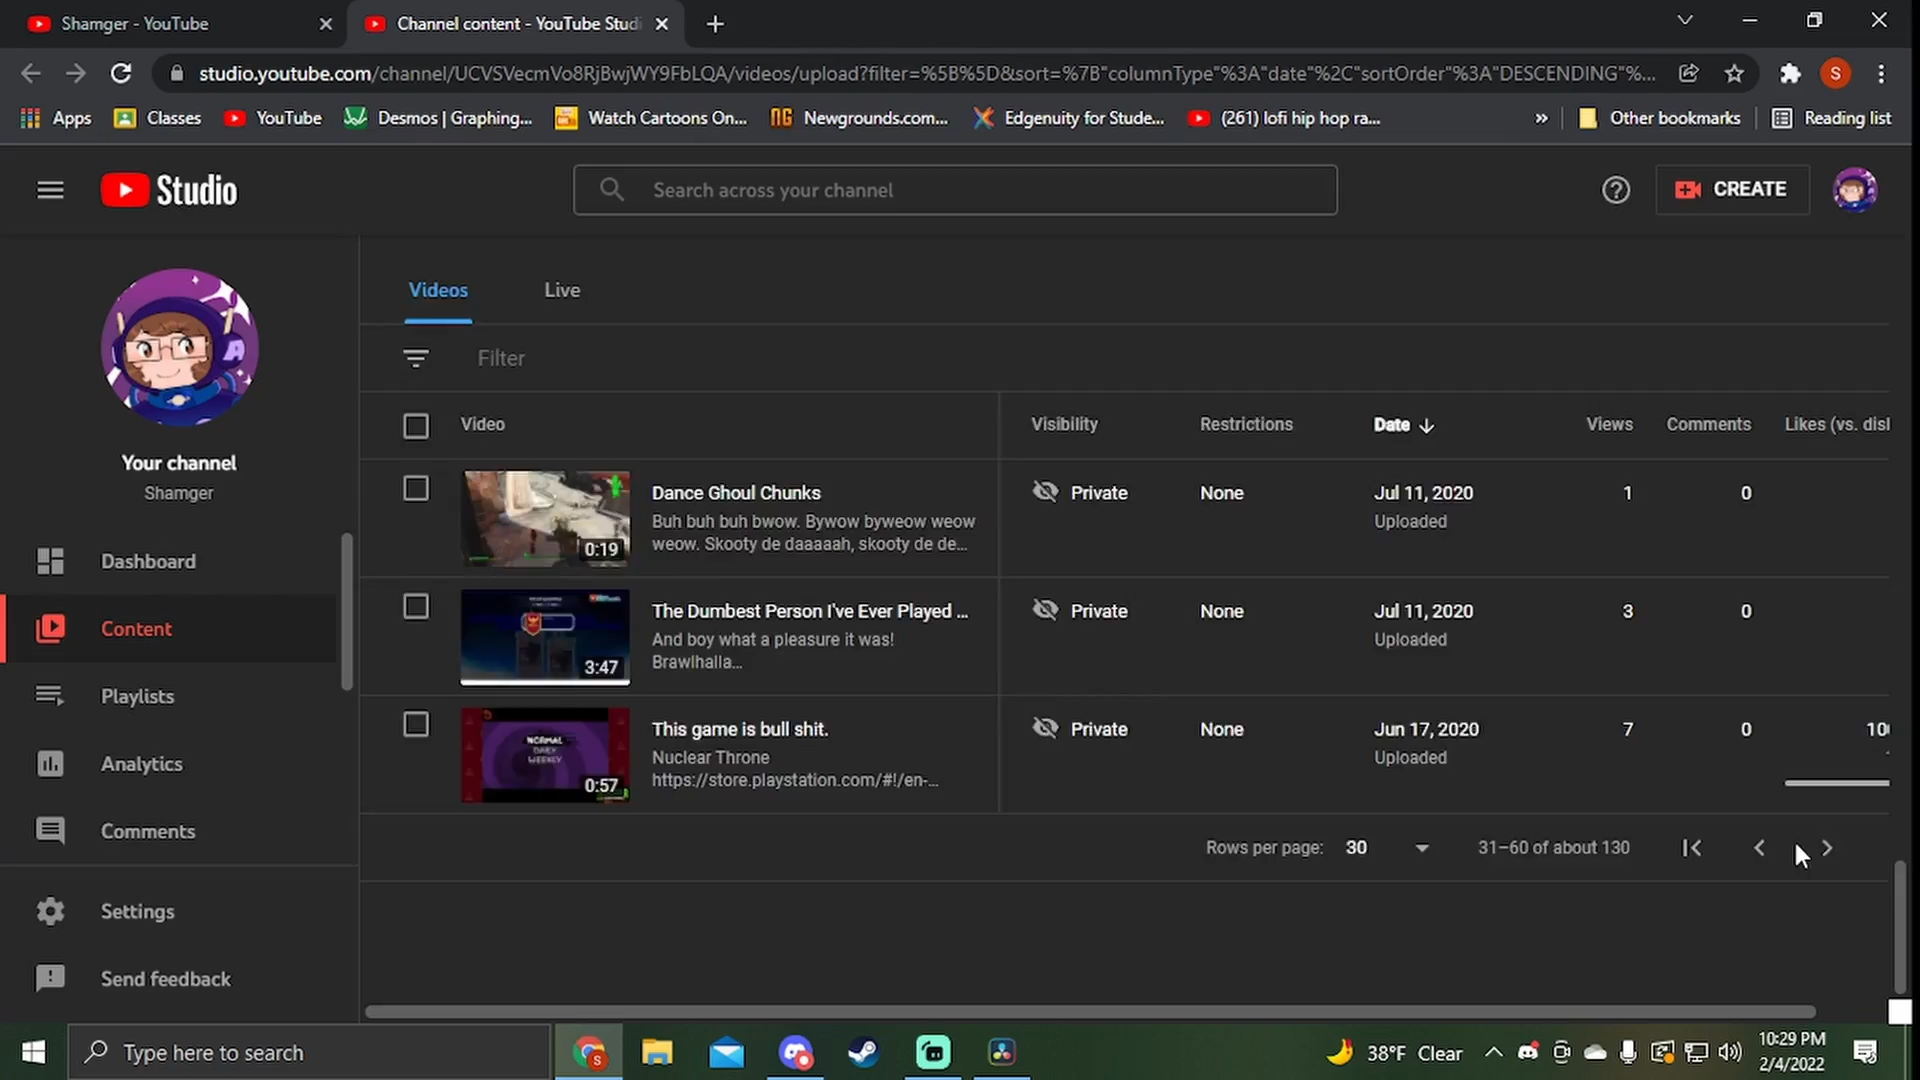 Shamger - YouTube
Channel content - YouTube Studi
studio.youtube.com/channel/UCVSVecmVo8RjBwjWY9FbLQA/videos/upload?filter=%5B%5D&sort=%7B"columnType"%3A"date"%2C"sortOrder"%3A"DESCENDING"%...
S
Apps
Classes
YouTube
Desmos | Graphing...
Watch Cartoons On...
NG Newgrounds.com...
Edgenuity for Stude...
(261) lofi hip hop ra...
»
Other bookmarks
Reading list
Studio
Search across your channel
CREATE
Videos
Live
Filter
Your channel
Shamger
Dashboard
Content
Playlists
Analytics
Comments
Settings
Send feedback
Video
Visibility
Restrictions
Date
Views
Comments
Likes (vs. disl
0:19
Dance Ghoul Chunks
Buh buh buh bwow. Bywow byweow weow
weow. Skooty de daaaaah, skooty de de...
Private
None
Jul 11, 2020
Uploaded
1
0
3:47
The Dumbest Person I've Ever Played ...
And boy what a pleasure it was!
Brawlhalla...
Private
None
Jul 11, 2020
Uploaded
3
0
NORMAL
DAILY
WEEKLY
0:57
This game is bull shit.
Nuclear Throne
https://store.playstation.com/#!/en-...
Private
None
Jun 17, 2020
Uploaded
7
0
10
Rows per page: 30
31–60 of about 130
Type here to search
S
38°F Clear
10:29 PM
2/4/2022